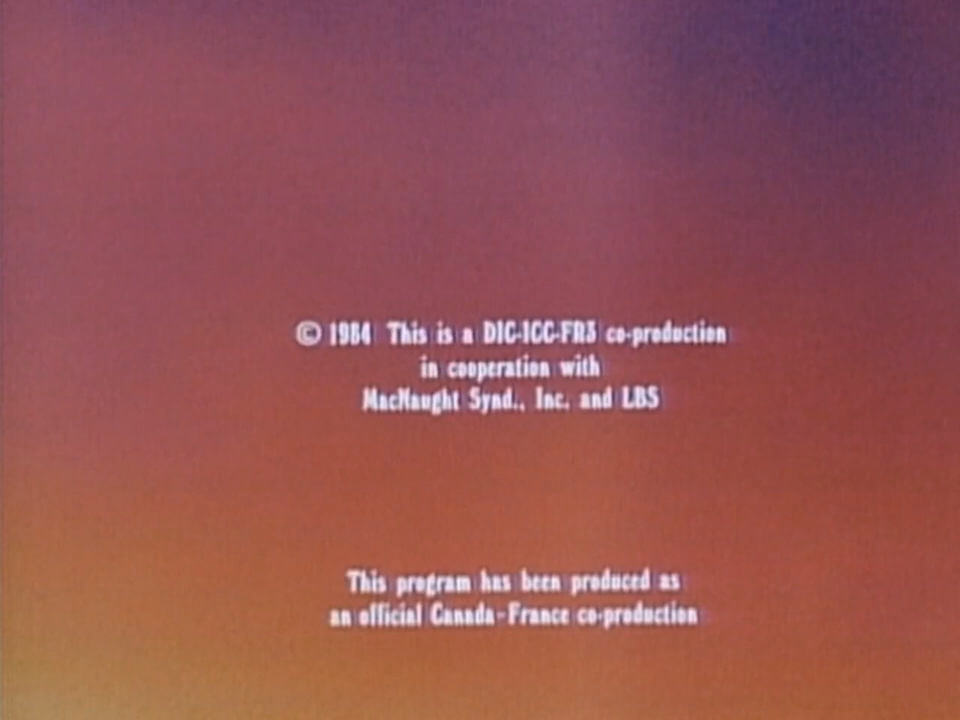 © 1984 This is a DIC-ICC-FR3 co-production
in cooperation with
MacNaught Synd., Inc. and LBS
This program has been produced as
an official Canada-France co-production